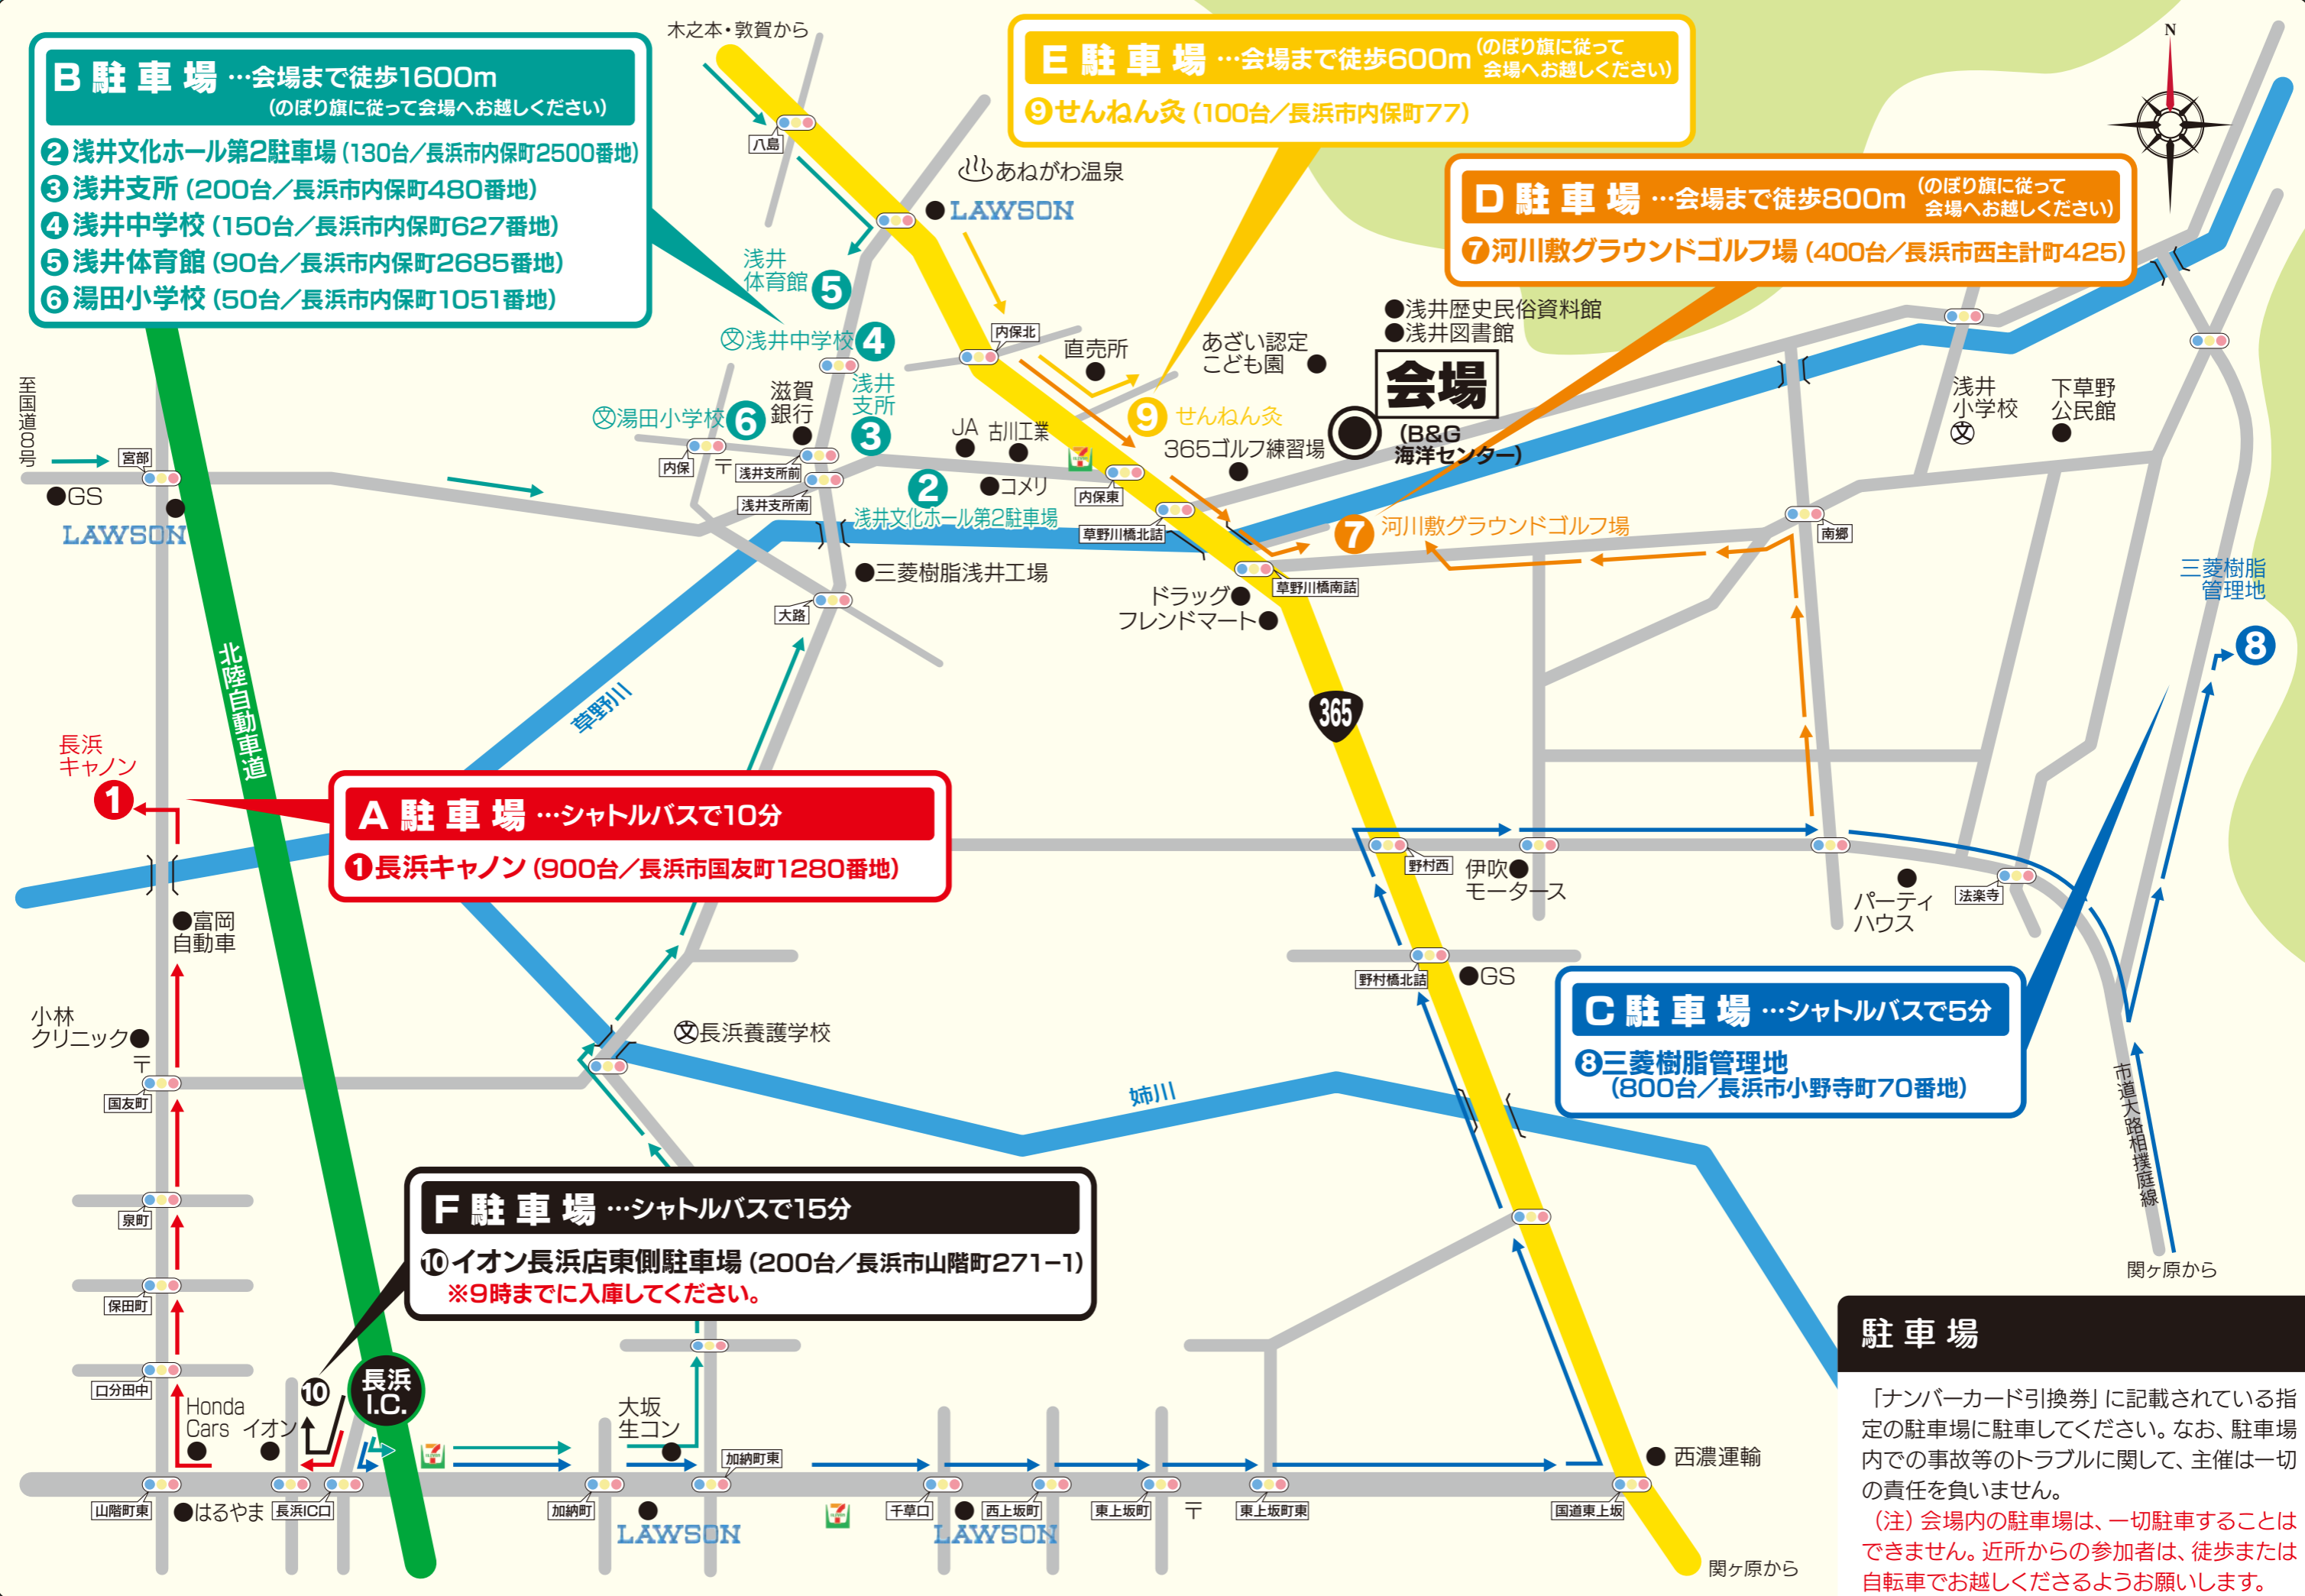 木之本・敦賀から
B 駐車場 …会場まで徒歩1600m
(のぼり旗に従って会場へお越しください)
②浅井文化ホール第2駐車場(130台／長浜市内保町2500番地)
③浅井支所(200台／長浜市内保町480番地)
④浅井中学校(150台／長浜市内保町627番地)
⑤浅井体育館(90台／長浜市内保町2685番地)
⑥湯田小学校(50台／長浜市内保町1051番地)
E 駐車場 …会場まで徒歩600m(のぼり旗に従って
会場へお越しください)
⑨せんねん灸(100台／長浜市内保町77)
D 駐車場 …会場まで徒歩800m(のぼり旗に従って
会場へお越しください)
⑦河川敷グラウンドゴルフ場(400台／長浜市西主計町425)
N
八島
あねがわ温泉
LAWSON
浅井
体育館
5
文浅井中学校
4
内保北
直売所
あざい認定
こども園
浅井歴史民俗資料館
浅井図書館
会場
(B&G
海洋センター)
浅井
小学校
文
下草野
公民館
至国道8号
宮部
GS
LAWSON
滋賀
銀行
浅井
支所
3
文湯田小学校
6
内保
〒
浅井支所前
浅井支所南
JA
古川工業
コメリ
2
浅井文化ホール第2駐車場
9
せんねん灸
365ゴルフ練習場
内保東
草野川橋北詰
7
河川敷グラウンドゴルフ場
南郷
三菱樹脂浅井工場
大路
ドラッグ
フレンドマート
草野川橋南詰
三菱樹脂
管理地
8
北陸自動車道
草野川
365
長浜
キャノン
1
A 駐車場 …シャトルバスで10分
①長浜キャノン(900台／長浜市国友町1280番地)
野村西
伊吹
モータース
パーティ
ハウス
法楽寺
富岡
自動車
野村橋北詰
GS
C 駐車場 …シャトルバスで5分
⑧三菱樹脂管理地
(800台／長浜市小野寺町70番地)
小林
クリニック
〒
国友町
文長浜養護学校
姉川
市道大路相撲庭線
関ヶ原から
泉町
F 駐車場 …シャトルバスで15分
⑩イオン長浜店東側駐車場(200台／長浜市山階町271−1)
※9時までに入庫してください。
保田町
口分田中
Honda
Cars
イオン
10
長浜
I.C.
大坂
生コン
加納町東
西濃運輸
山階町東
はるやま
長浜IC口
加納町
LAWSON
千草口
LAWSON
西上坂町
東上坂町
〒
東上坂町東
国道東上坂
関ヶ原から
駐車場
「ナンバーカード引換券」に記載されている指
定の駐車場に駐車してください。なお、駐車場
内での事故等のトラブルに関して、主催は一切
の責任を負いません。
(注)会場内の駐車場は、一切駐車することは
できません。近所からの参加者は、徒歩または
自転車でお越しくださるようお願いします。